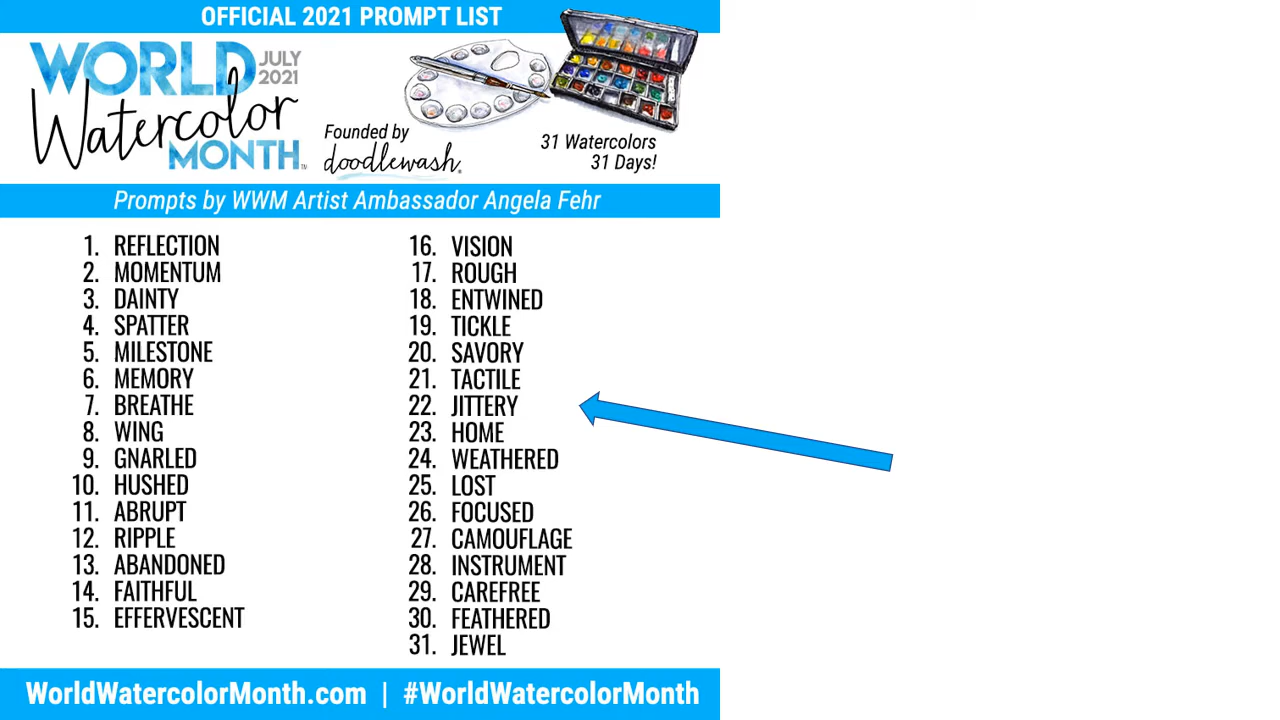 OFFICIAL 2021 PROMPT LIST
WORLD JULY 2021
Watercolor
MONTH™
Founded by
doodlewash®
31 Watercolors
31 Days!
Prompts by WWM Artist Ambassador Angela Fehr
1. REFLECTION
2. MOMENTUM
3. DAINTY
4. SPATTER
5. MILESTONE
6. MEMORY
7. BREATHE
8. WING
9. GNARLED
10. HUSHED
11. ABRUPT
12. RIPPLE
13. ABANDONED
14. FAITHFUL
15. EFFERVESCENT
16. VISION
17. ROUGH
18. ENTWINED
19. TICKLE
20. SAVORY
21. TACTILE
22. JITTERY
23. HOME
24. WEATHERED
25. LOST
26. FOCUSED
27. CAMOUFLAGE
28. INSTRUMENT
29. CAREFREE
30. FEATHERED
31. JEWEL
WorldWatercolorMonth.com | #WorldWatercolorMonth